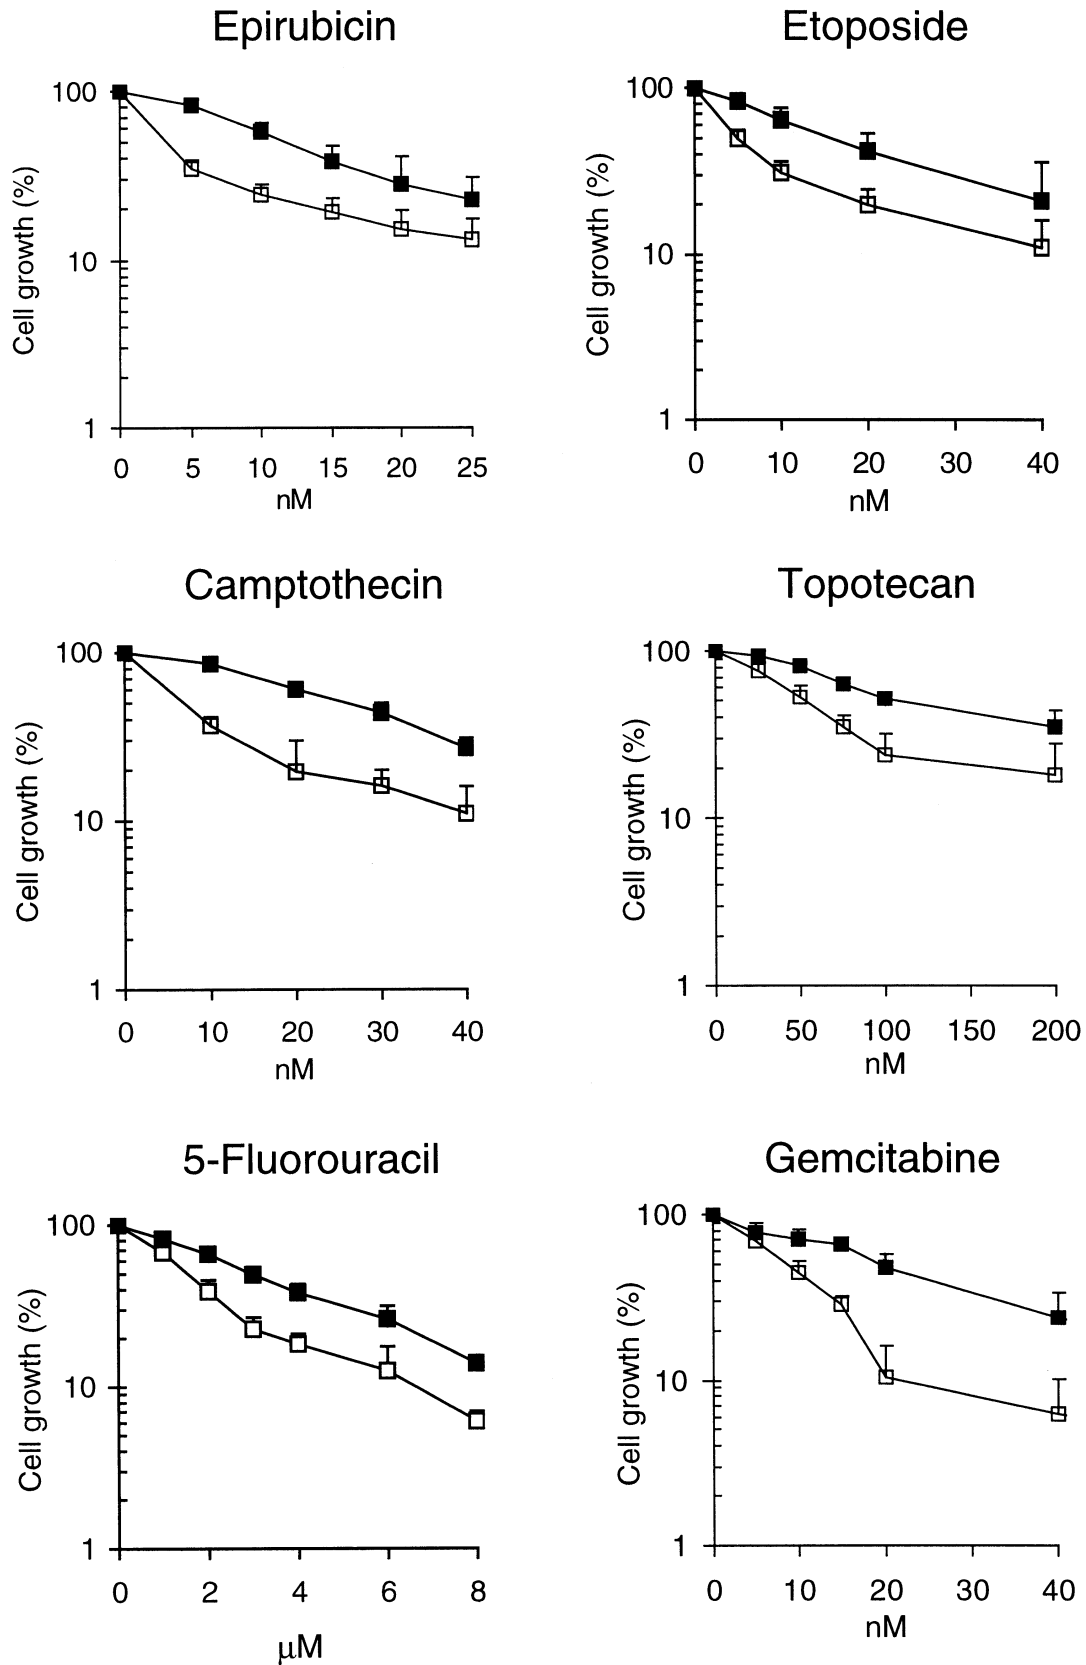 Epirubicin
100
10
1
Cell growth (%)
0 5 10 15 20 25
nM
Etoposide
100
10
1
Cell growth (%)
0 10 20 30 40
nM
Camptothecin
100
10
1
Cell growth (%)
0 10 20 30 40
nM
Topotecan
100
10
1
Cell growth (%)
0 50 100 150 200
nM
5-Fluorouracil
100
10
1
Cell growth (%)
0 2 4 6 8
μM
Gemcitabine
100
10
1
Cell growth (%)
0 10 20 30 40
nM